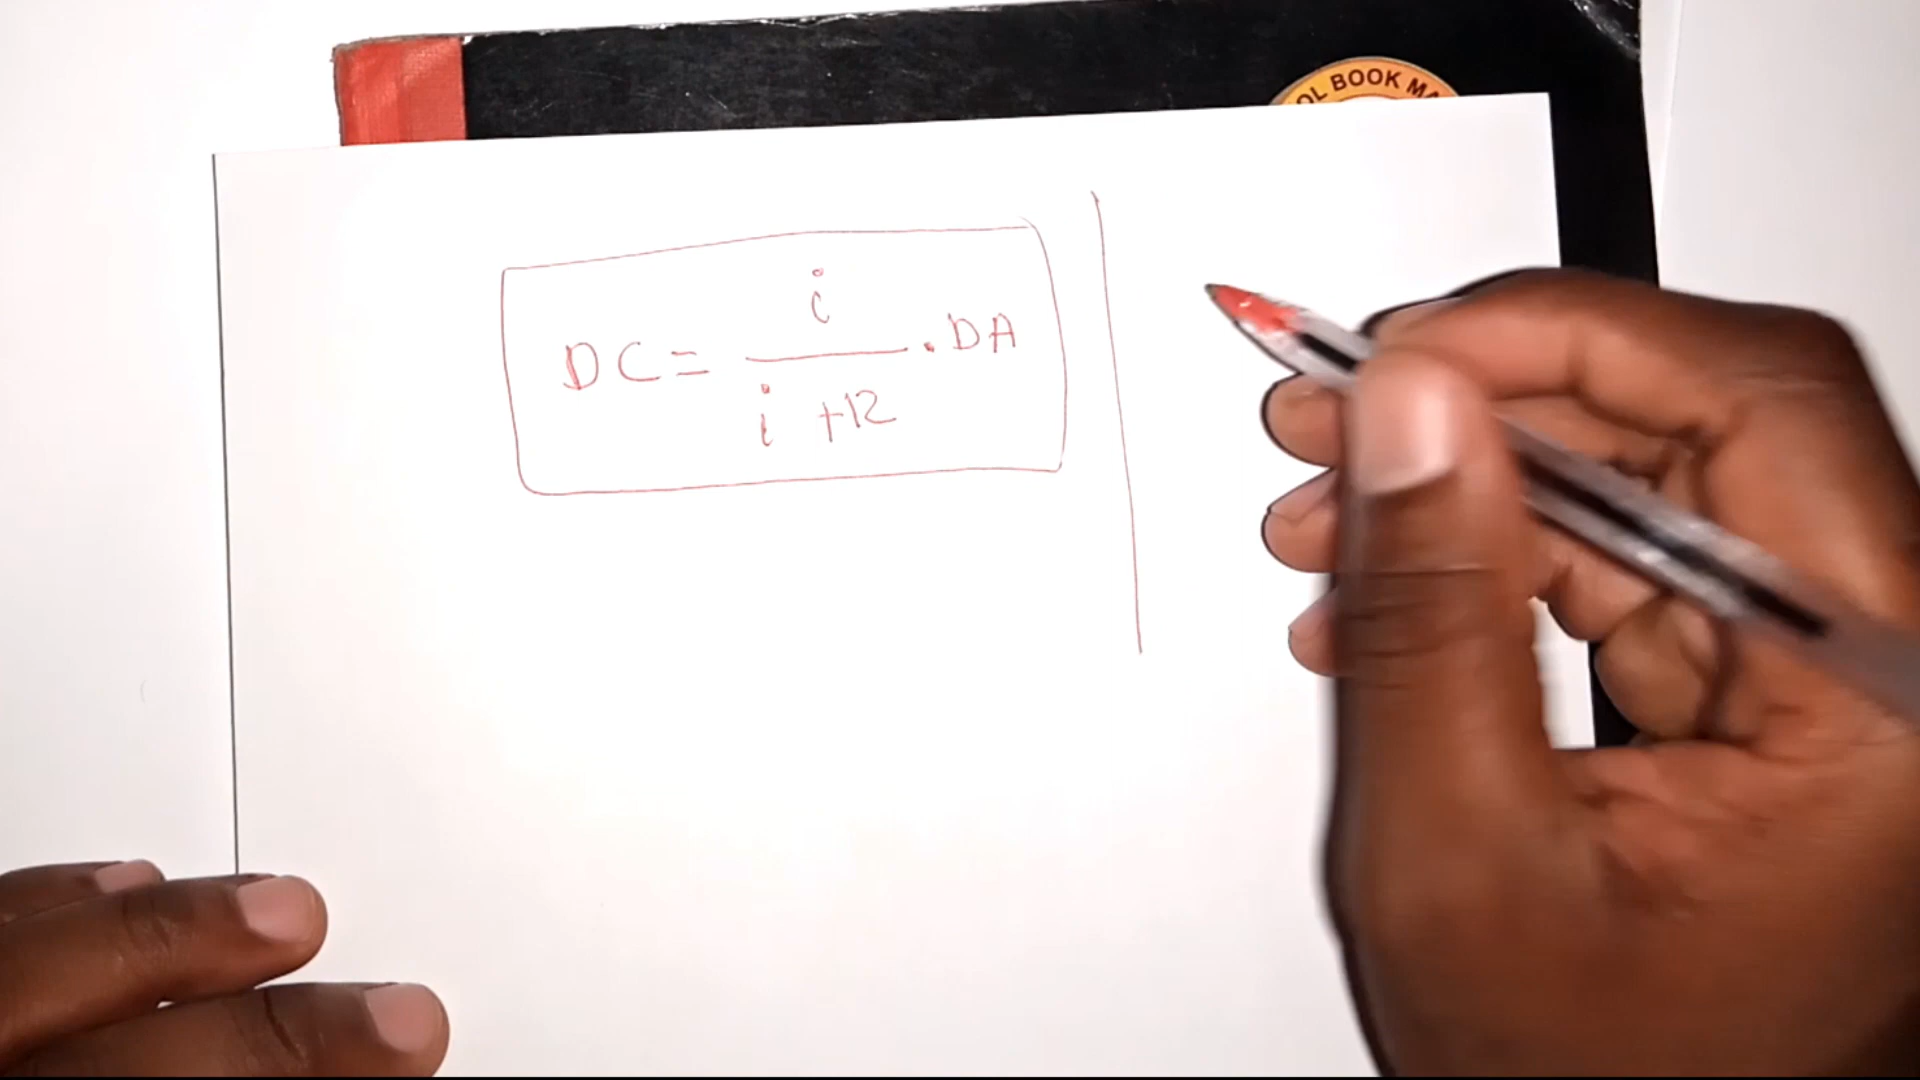 OL BOOK MA
i
DC = ─── . DA
i +12